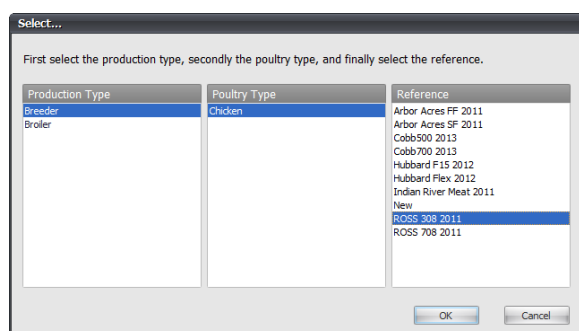 Select...
First select the production type, secondly the poultry type, and finally select the reference.
Production Type
Breeder
Broiler
Poultry Type
Chicken
Reference
Arbor Acres FF 2011
Arbor Acres SF 2011
Cobb500 2013
Cobb700 2013
Hubbard F15 2012
Hubbard Flex 2012
Indian River Meat 2011
New
ROSS 308 2011
ROSS 708 2011
OK
Cancel